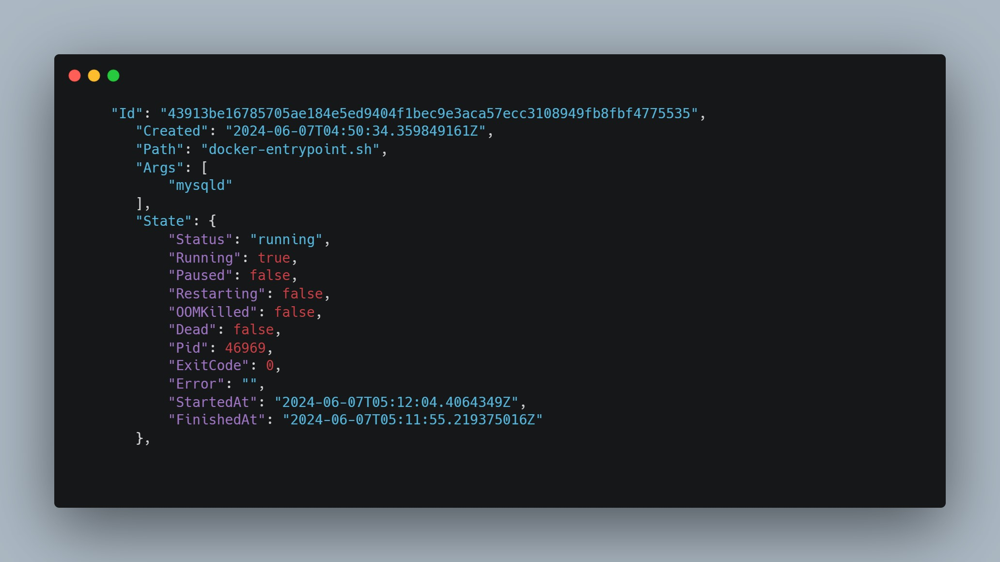 "Id": "43913be16785705ae184e5ed9404f1bec9e3aca57ecc3108949fb8fbf4775535",
"Created": "2024-06-07T04:50:34.359849161Z",
"Path": "docker-entrypoint.sh",
"Args": [
"mysqld"
],
"State": {
"Status": "running",
"Running": true,
"Paused": false,
"Restarting": false,
"OOMKilled": false,
"Dead": false,
"Pid": 46969,
"ExitCode": 0,
"Error": "",
"StartedAt": "2024-06-07T05:12:04.4064349Z",
"FinishedAt": "2024-06-07T05:11:55.219375016Z"
},